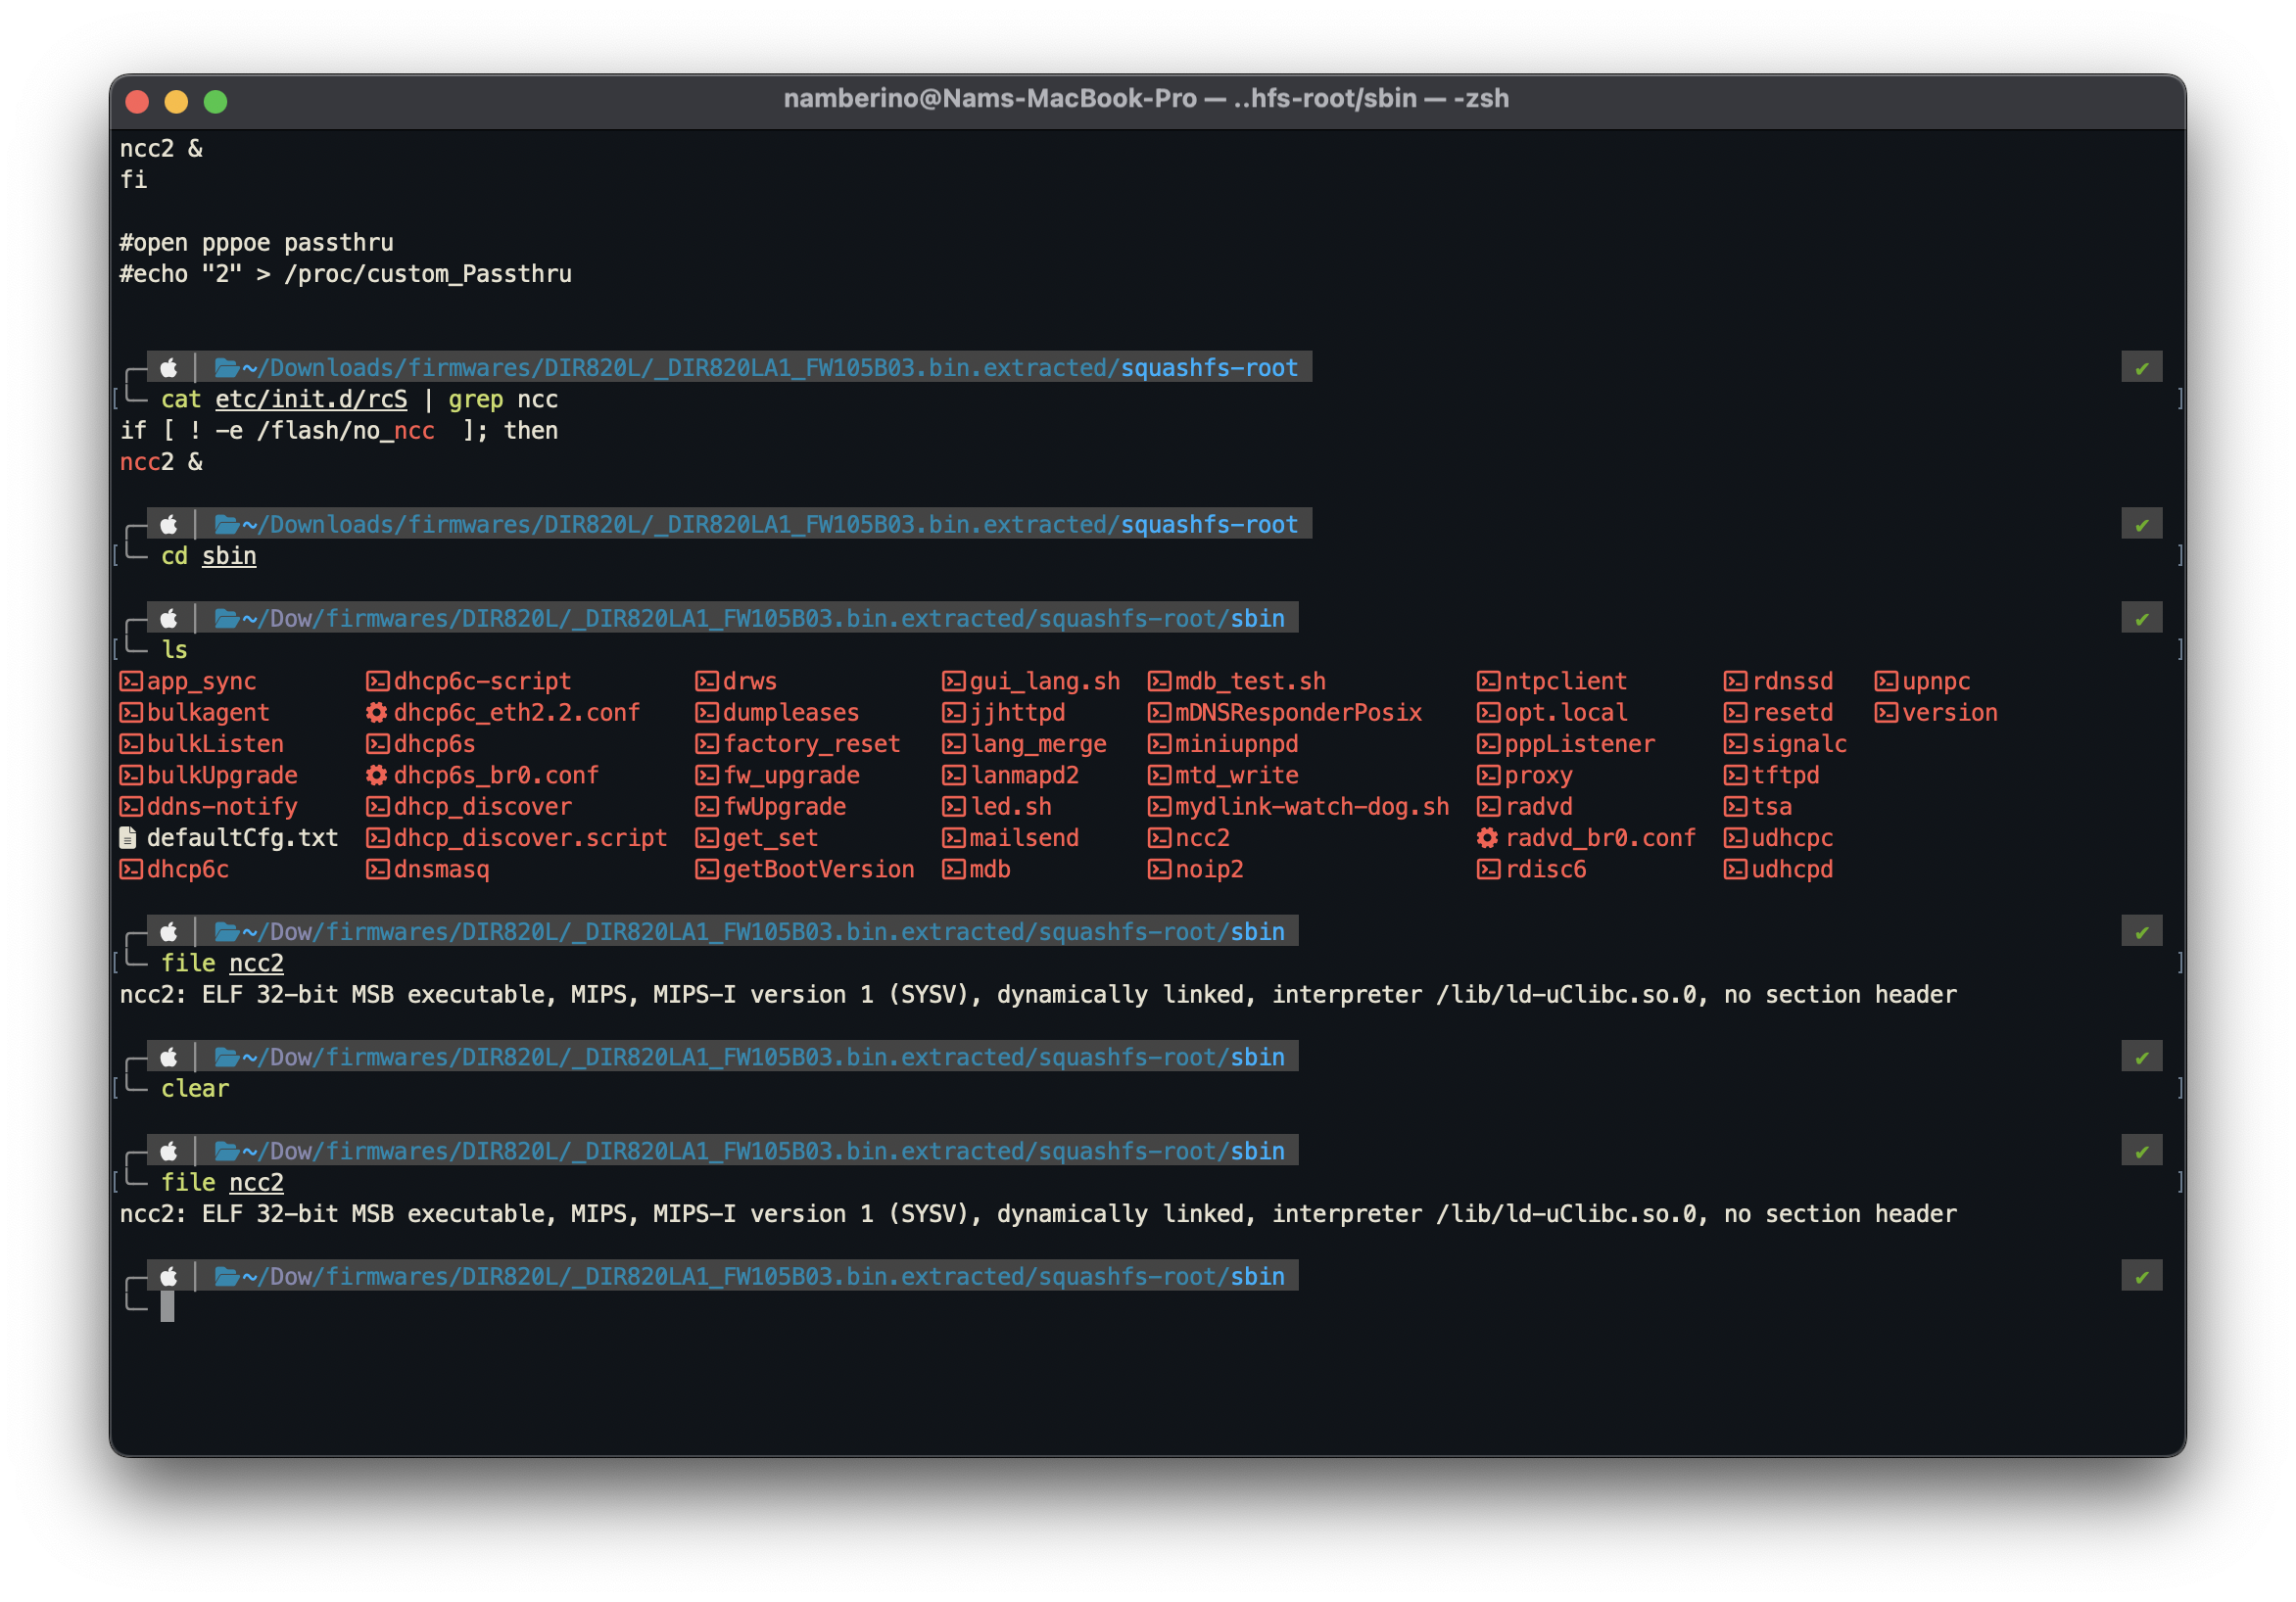 namberino@Nams-MacBook-Pro — ..hfs-root/sbin — -zsh
ncc2 &
fi
#open pppoe passthru
#echo "2" > /proc/custom_Passthru
~/Downloads/firmwares/DIR820L/_DIR820LA1_FW105B03.bin.extracted/squashfs-root ✔
[ cat etc/init.d/rcS | grep ncc ]
if [ ! -e /flash/no_ncc  ]; then
ncc2 &
~/Downloads/firmwares/DIR820L/_DIR820LA1_FW105B03.bin.extracted/squashfs-root ✔
[ cd sbin ]
~/Dow/firmwares/DIR820L/_DIR820LA1_FW105B03.bin.extracted/squashfs-root/sbin ✔
[ ls ]
app_sync dhcp6c-script drws gui_lang.sh mdb_test.sh ntpclient rdnssd upnpc
bulkagent dhcp6c_eth2.2.conf dumpleases jjhttpd mDNSResponderPosix opt.local resetd version
bulkListen dhcp6s factory_reset lang_merge miniupnpd pppListener signalc
bulkUpgrade dhcp6s_br0.conf fw_upgrade lanmapd2 mtd_write proxy tftpd
ddns-notify dhcp_discover fwUpgrade led.sh mydlink-watch-dog.sh radvd tsa
defaultCfg.txt dhcp_discover.script get_set mailsend ncc2 radvd_br0.conf udhcpc
dhcp6c dnsmasq getBootVersion mdb noip2 rdisc6 udhcpd
~/Dow/firmwares/DIR820L/_DIR820LA1_FW105B03.bin.extracted/squashfs-root/sbin ✔
[ file ncc2 ]
ncc2: ELF 32-bit MSB executable, MIPS, MIPS-I version 1 (SYSV), dynamically linked, interpreter /lib/ld-uClibc.so.0, no section header
~/Dow/firmwares/DIR820L/_DIR820LA1_FW105B03.bin.extracted/squashfs-root/sbin ✔
[ clear ]
~/Dow/firmwares/DIR820L/_DIR820LA1_FW105B03.bin.extracted/squashfs-root/sbin ✔
[ file ncc2 ]
ncc2: ELF 32-bit MSB executable, MIPS, MIPS-I version 1 (SYSV), dynamically linked, interpreter /lib/ld-uClibc.so.0, no section header
~/Dow/firmwares/DIR820L/_DIR820LA1_FW105B03.bin.extracted/squashfs-root/sbin ✔